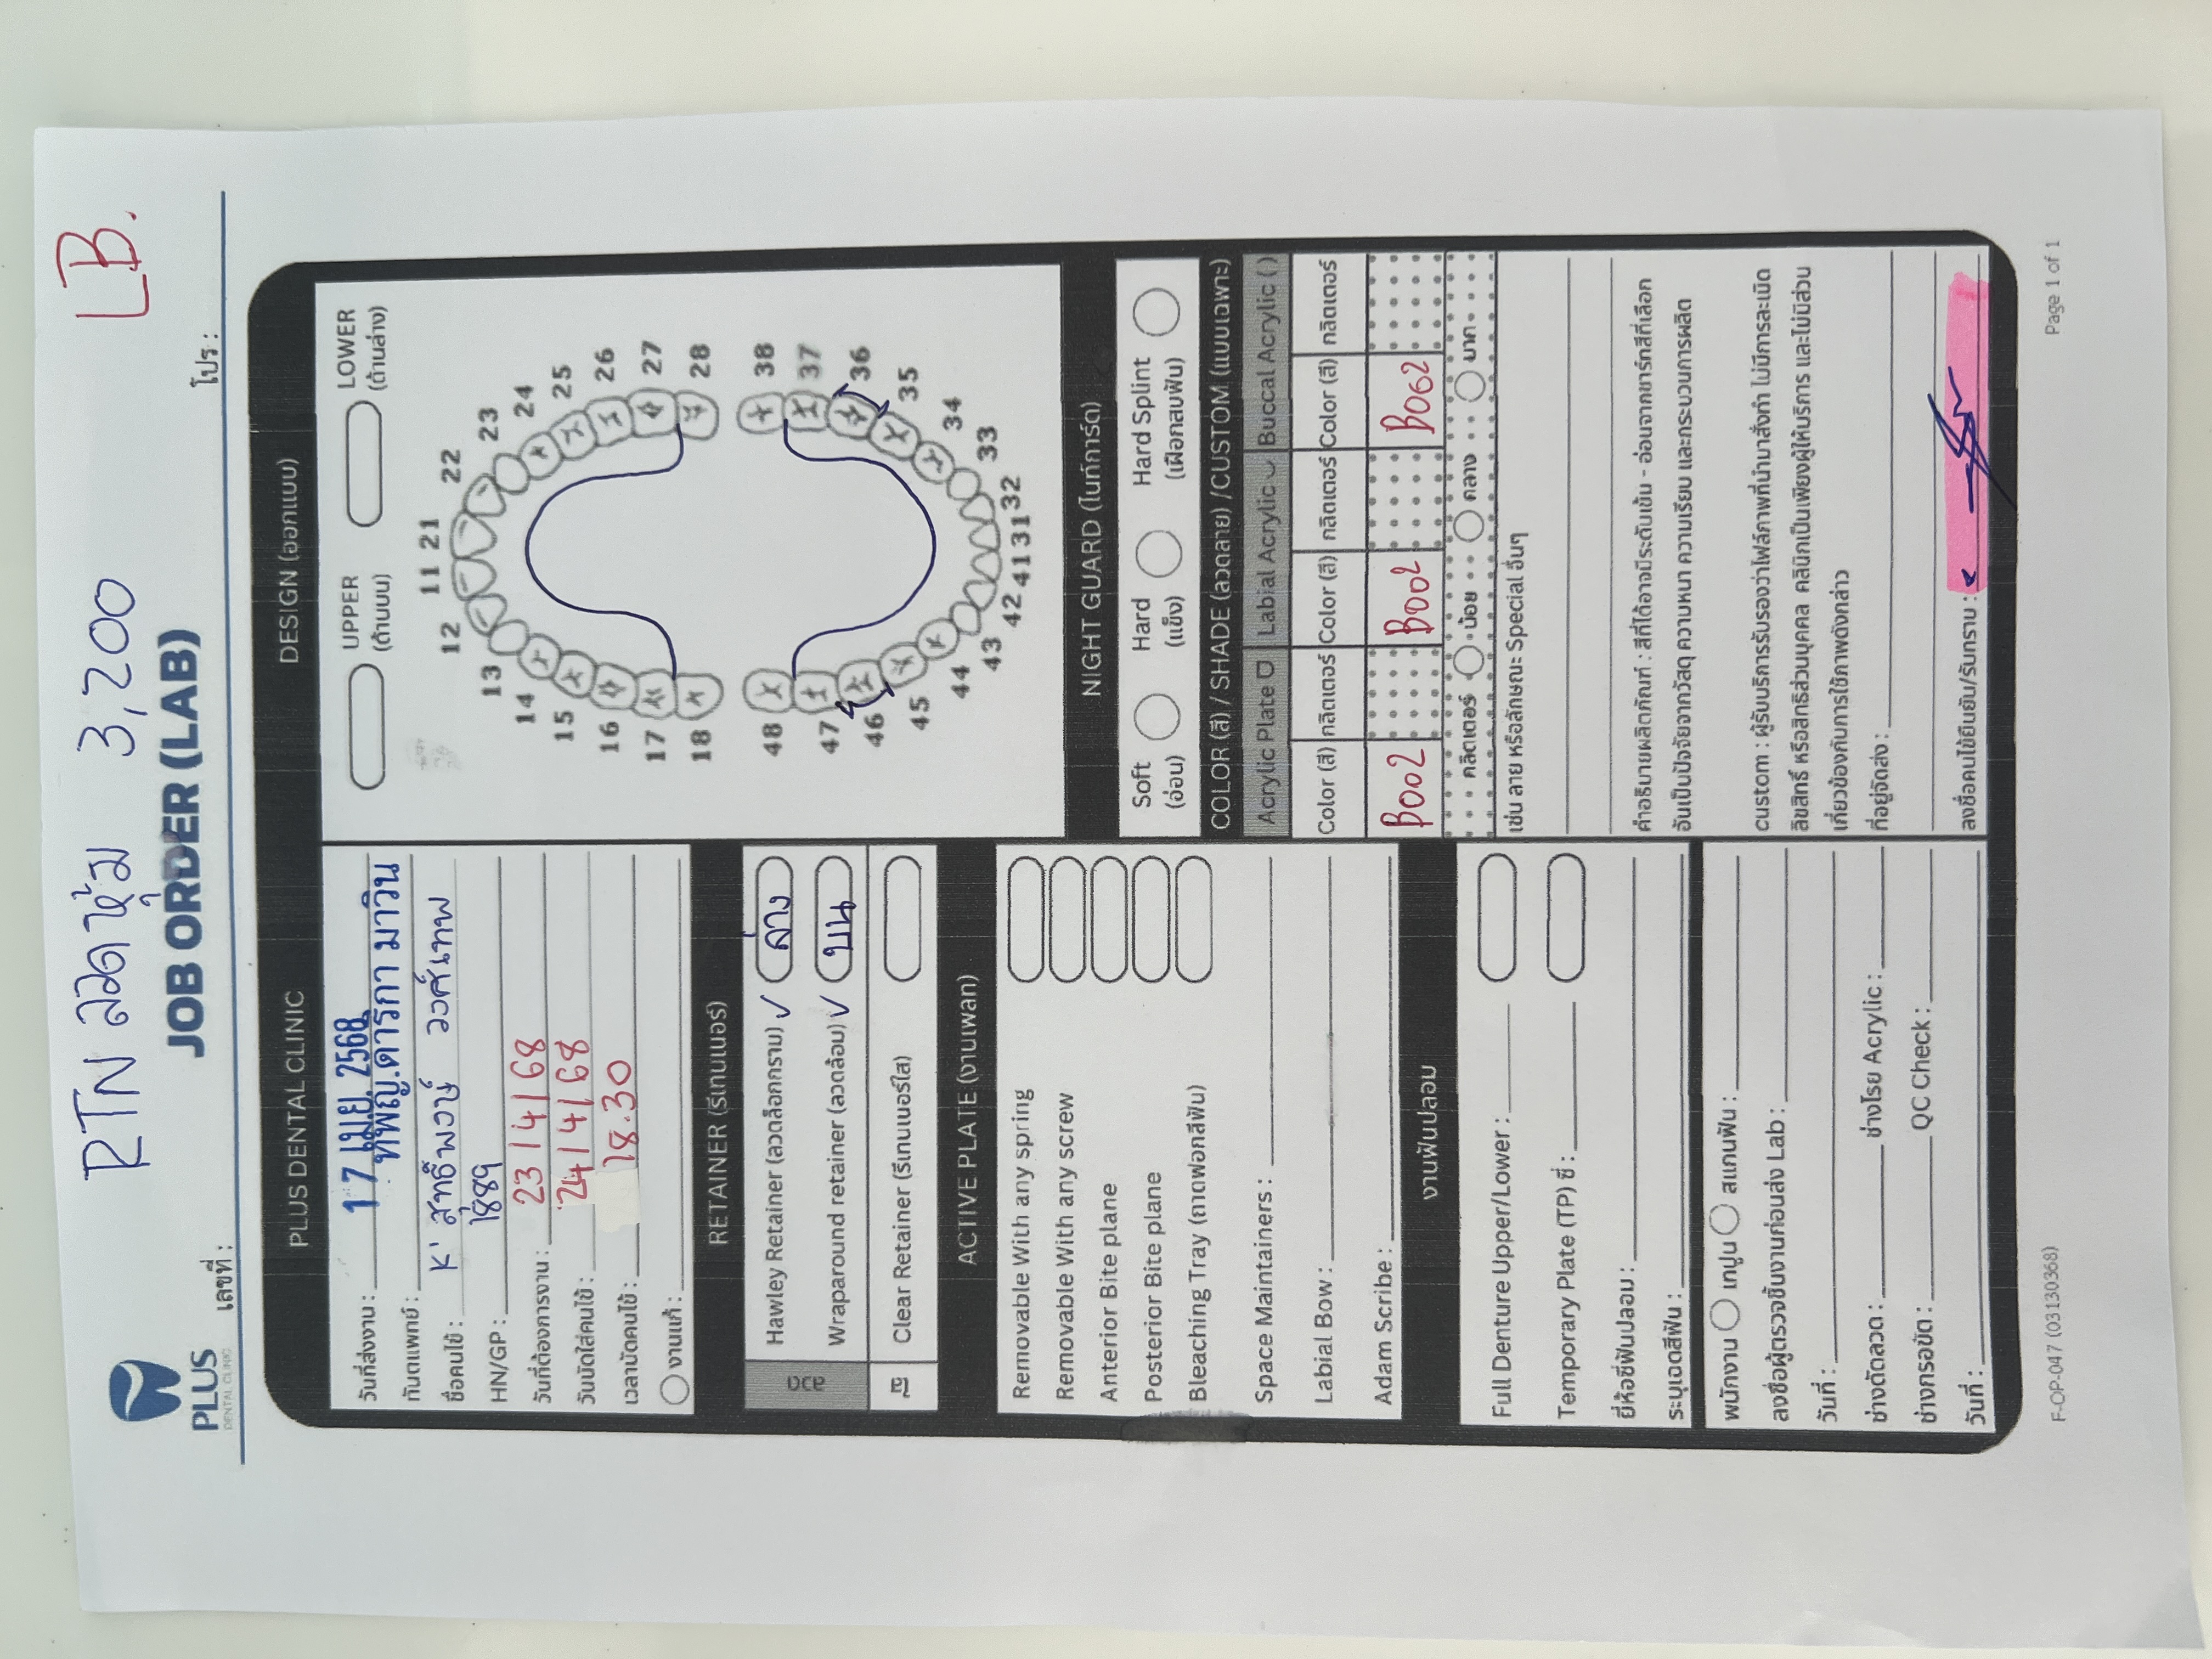 RTN ลวดหุ้ม 3,200 LB.
PLUS
DENTAL CLINIC
เลขที่ :
JOB ORDER (LAB)
โปร :
PLUS DENTAL CLINIC
วันที่ส่งงาน : 17 เม.ย. 2568
ทันตแพทย์ : ทพญ.ดาริกา มาวิน
ชื่อคนไข้ : K' สุทธิ์พงษ์ วงศ์เทพ
HN/GP : 1889
วันที่ต้องการงาน : 23/4/68
วันนัดใส่คนไข้ : 24/4/68
เวลานัดคนไข้ : 18.30
งานแก้ :
RETAINER (รีเทนเนอร์)
ลวด
Hawley Retainer (ลวดล็อกกราม) ✓ ล่าง
Wraparound retainer (ลวดล้อม) ✓ บน
ใส
Clear Retainer (รีเทนเนอร์ใส)
ACTIVE PLATE (งานเพลท)
Removable With any spring
Removable With any screw
Anterior Bite plane
Posterior Bite plane
Bleaching Tray (ถาดฟอกสีฟัน)
Space Maintainers :
Labial Bow :
Adam Scribe :
งานฟันปลอม
Full Denture Upper/Lower :
Temporary Plate (TP) ซี่ :
ยี่ห้อซี่ฟันปลอม :
ระบุเฉดสีฟัน :
พนักงาน เทปูน สแกนฟัน :
ลงชื่อผู้ตรวจชิ้นงานก่อนส่ง Lab :
วันที่ :
ช่างดัดลวด : ช่างโรย Acrylic :
ช่างกรอขัด : QC Check :
วันที่ :
DESIGN (ออกแบบ)
UPPER
(ด้านบน)
LOWER
(ด้านล่าง)
11 21
12 22
13 23
14 24
15 25
16 26
17 27
18 28
48 38
47 37
46 36
45 35
44 34
43 33
42 41 31 32
NIGHT GUARD (ไนท์การ์ด)
Soft
(อ่อน)
Hard
(แข็ง)
Hard Splint
(เฝือกสบฟัน)
COLOR (สี) / SHADE (ลวดลาย) /CUSTOM (แบบเฉพาะ)
Acrylic Plate Labial Acrylic Buccal Acrylic ( )
Color (สี) กลิตเตอร์ Color (สี) กลิตเตอร์ Color (สี) กลิตเตอร์
B002 B002 B002
กลิตเตอร์ น้อย กลาง มาก
เช่น ลาย หรือลักษณะ Special อื่นๆ
คำอธิบายผลิตภัณฑ์ : สีที่ได้อาจมีระดับเข้ม - อ่อนจากชาร์ทสีที่เลือก
อันเป็นปัจจัยจากวัสดุ ความหนา ความเรียบ และกระบวนการผลิต
custom : ผู้รับบริการรับรองว่าไฟล์ภาพที่นำมาสั่งทำ ไม่มีการละเมิด
ลิขสิทธิ์ หรือสิทธิส่วนบุคคล คลินิกเป็นเพียงผู้ให้บริการ และไม่มีส่วน
เกี่ยวข้องกับการใช้ภาพดังกล่าว
ที่อยู่จัดส่ง :
ลงชื่อคนไข้ยืนยัน/รับทราบ :
F-OP-047 (03130368)
Page 1 of 1